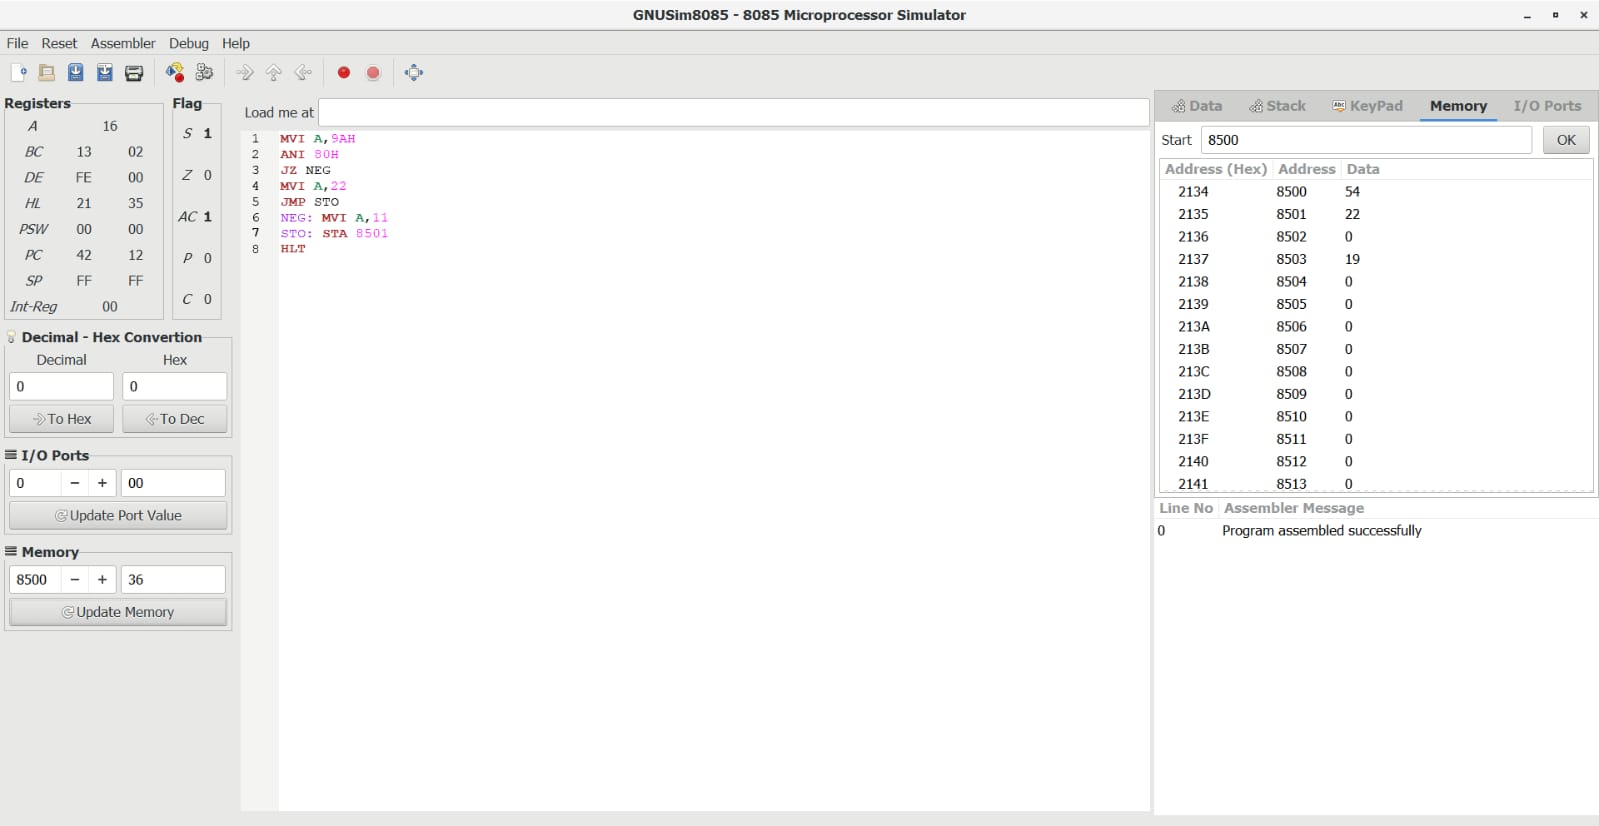 GNUSim8085 - 8085 Microprocessor Simulator
File Reset Assembler Debug Help
Registers
A 16
BC 13 02
DE FE 00
HL 21 35
PSW 00 00
PC 42 12
SP FF FF
Int-Reg 00
Flag
S 1
Z 0
AC 1
P 0
C 0
Decimal - Hex Convertion
Decimal Hex
0 0
To Hex To Dec
I/O Ports
0 - + 00
Update Port Value
Memory
8500 - + 36
Update Memory
Load me at
1 MVI A,9AH
2 ANI 80H
3 JZ NEG
4 MVI A,22
5 JMP STO
6 NEG: MVI A,11
7 STO: STA 8501
8 HLT
Data Stack KeyPad Memory I/O Ports
Start 8500 OK
Address (Hex) Address Data
2134 8500 54
2135 8501 22
2136 8502 0
2137 8503 19
2138 8504 0
2139 8505 0
213A 8506 0
213B 8507 0
213C 8508 0
213D 8509 0
213E 8510 0
213F 8511 0
2140 8512 0
2141 8513 0
Line No Assembler Message
0 Program assembled successfully